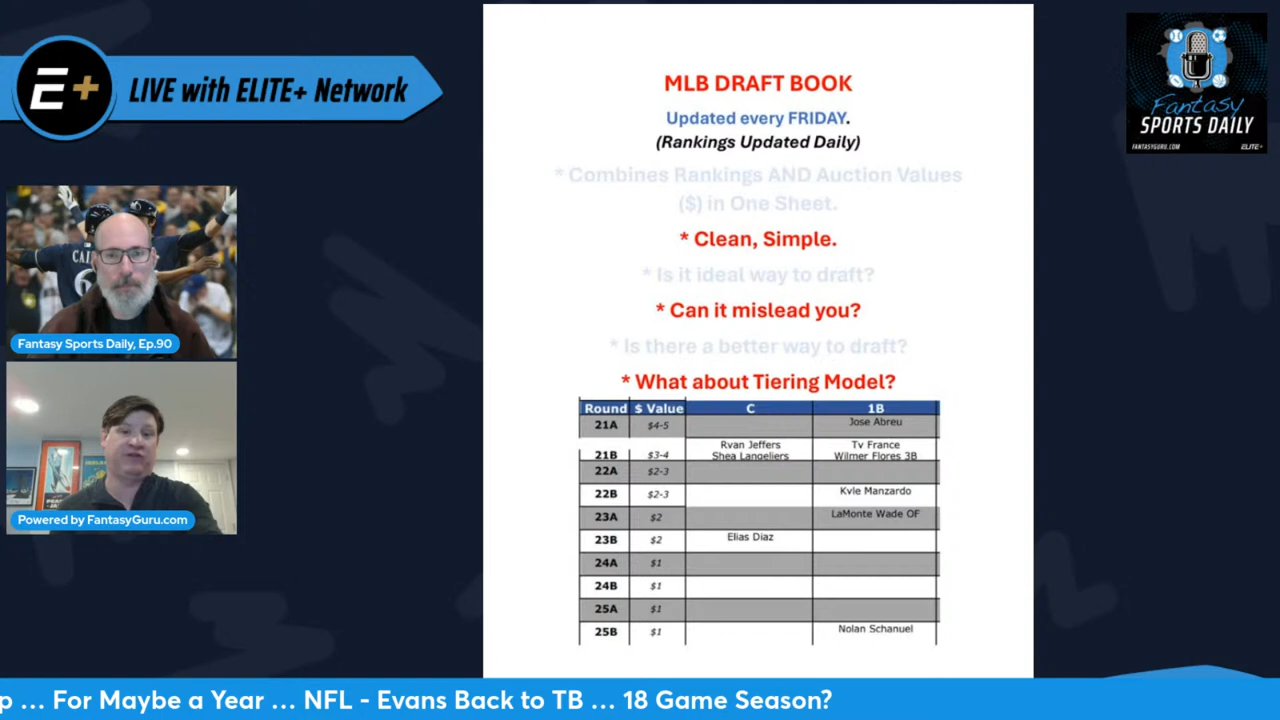 E+
LIVE with ELITE+ Network
Fantasy
SPORTS DAILY
FANTASYGURU.COM
ELITE+
CAI
6
Fantasy Sports Daily, Ep.90
Powered by FantasyGuru.com
MLB DRAFT BOOK
Updated every FRIDAY.
(Rankings Updated Daily)
* Combines Rankings AND Auction Values
($) in One Sheet.
* Clean, Simple.
* Is it ideal way to draft?
* Can it mislead you?
* Is there a better way to draft?
* What about Tiering Model?
Round $ Value C 1B
21A $4-5 Jose Abreu
Ryan Jeffers Ty France
21B $3-4 Shea Langeliers Wilmer Flores 3B
22A $2-3
22B $2-3 Kyle Manzardo
23A $2 LaMonte Wade OF
23B $2 Elias Diaz
24A $1
24B $1
25A $1
25B $1 Nolan Schanuel
p ... For Maybe a Year ... NFL - Evans Back to TB ... 18 Game Season?